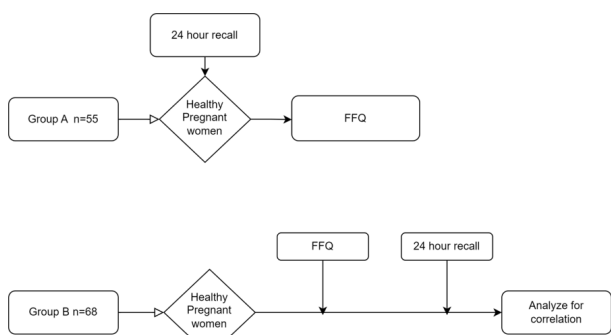 24 hour recall
Group A n=55
Healthy
Pregnant
women
FFQ
FFQ
24 hour recall
Group B n=68
Healthy
Pregnant
women
Analyze for
correlation